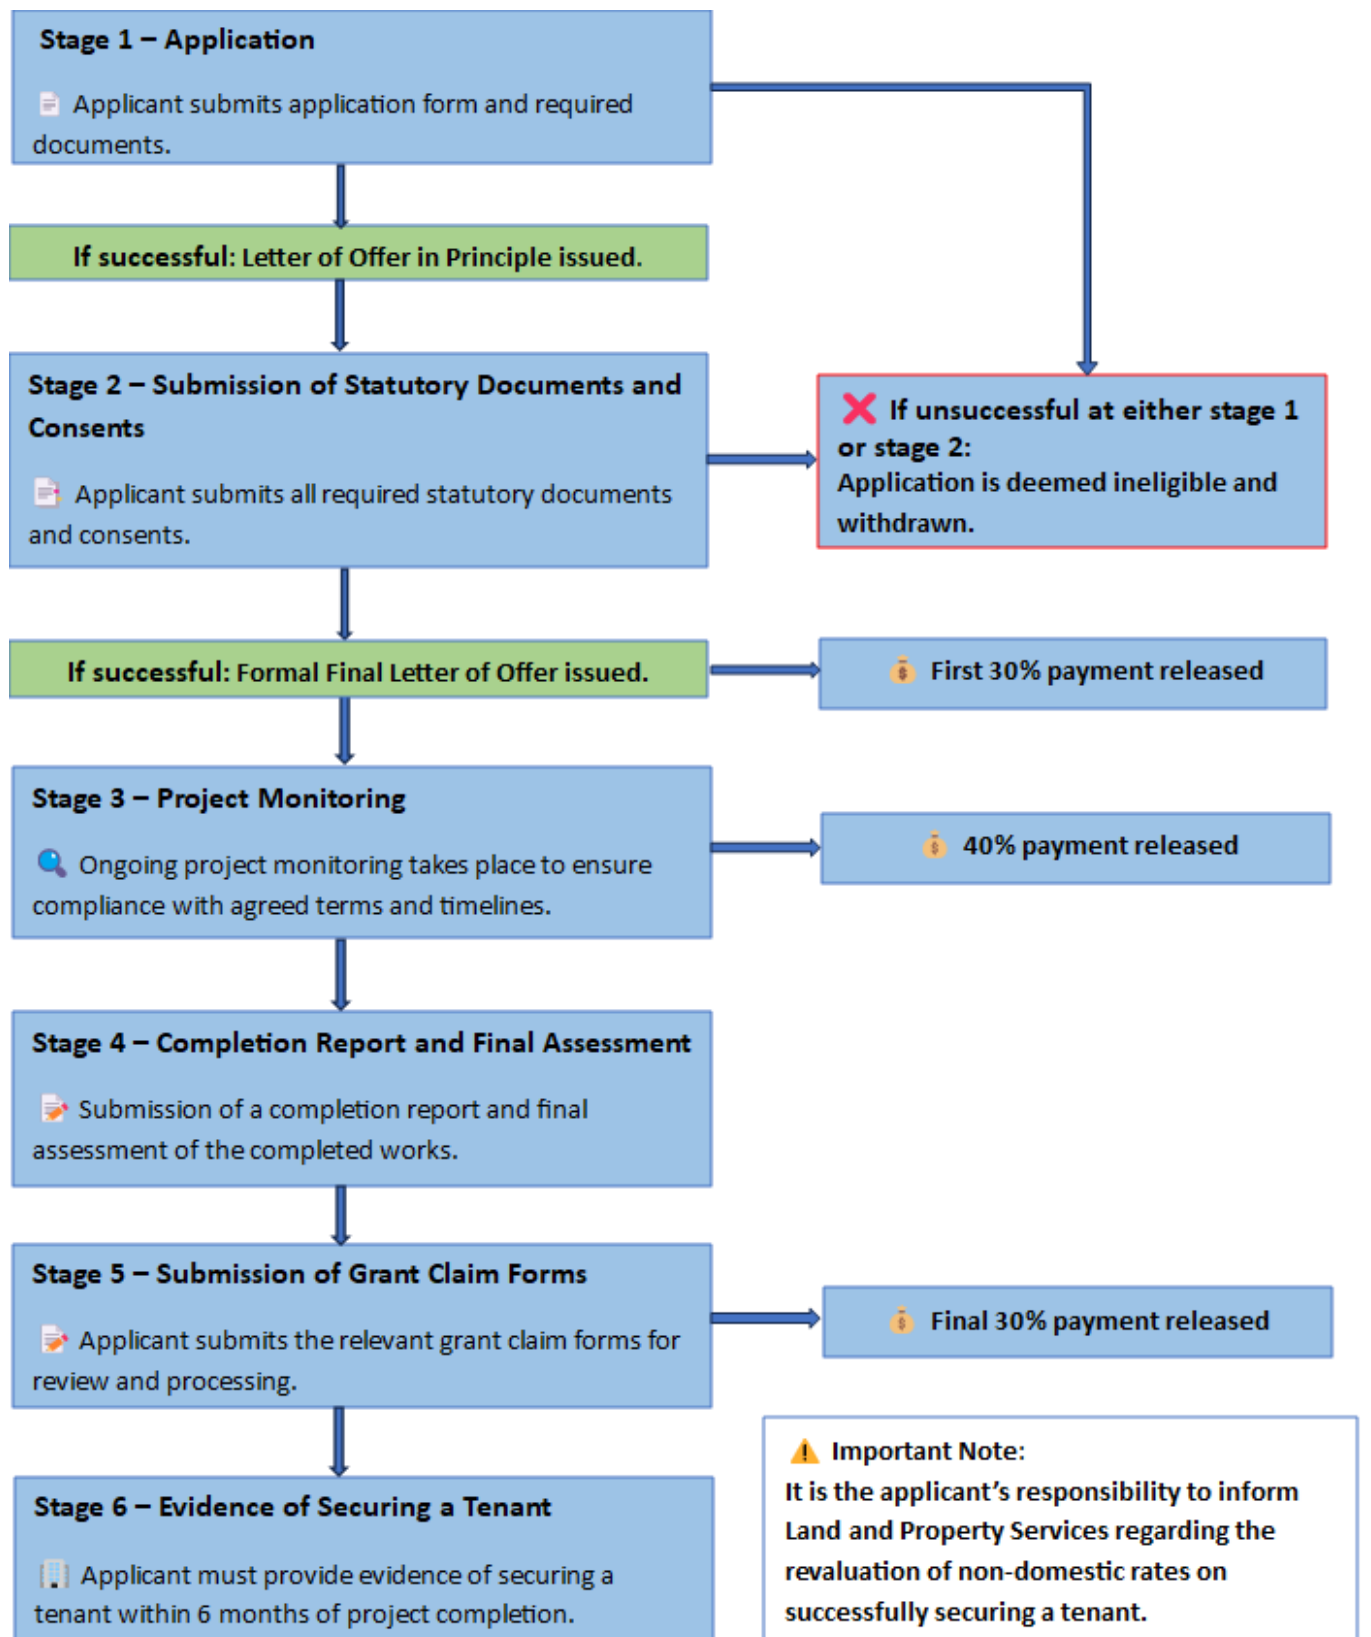 Stage 1 – Application
Applicant submits application form and required
documents.
If successful: Letter of Offer in Principle issued.
Stage 2 – Submission of Statutory Documents and
Consents
Applicant submits all required statutory documents
and consents.
If unsuccessful at either stage 1
or stage 2:
Application is deemed ineligible and
withdrawn.
If successful: Formal Final Letter of Offer issued.
First 30% payment released
Stage 3 – Project Monitoring
Ongoing project monitoring takes place to ensure
compliance with agreed terms and timelines.
40% payment released
Stage 4 – Completion Report and Final Assessment
Submission of a completion report and final
assessment of the completed works.
Stage 5 – Submission of Grant Claim Forms
Applicant submits the relevant grant claim forms for
review and processing.
Final 30% payment released
Stage 6 – Evidence of Securing a Tenant
Applicant must provide evidence of securing a
tenant within 6 months of project completion.
Important Note:
It is the applicant’s responsibility to inform
Land and Property Services regarding the
revaluation of non-domestic rates on
successfully securing a tenant.